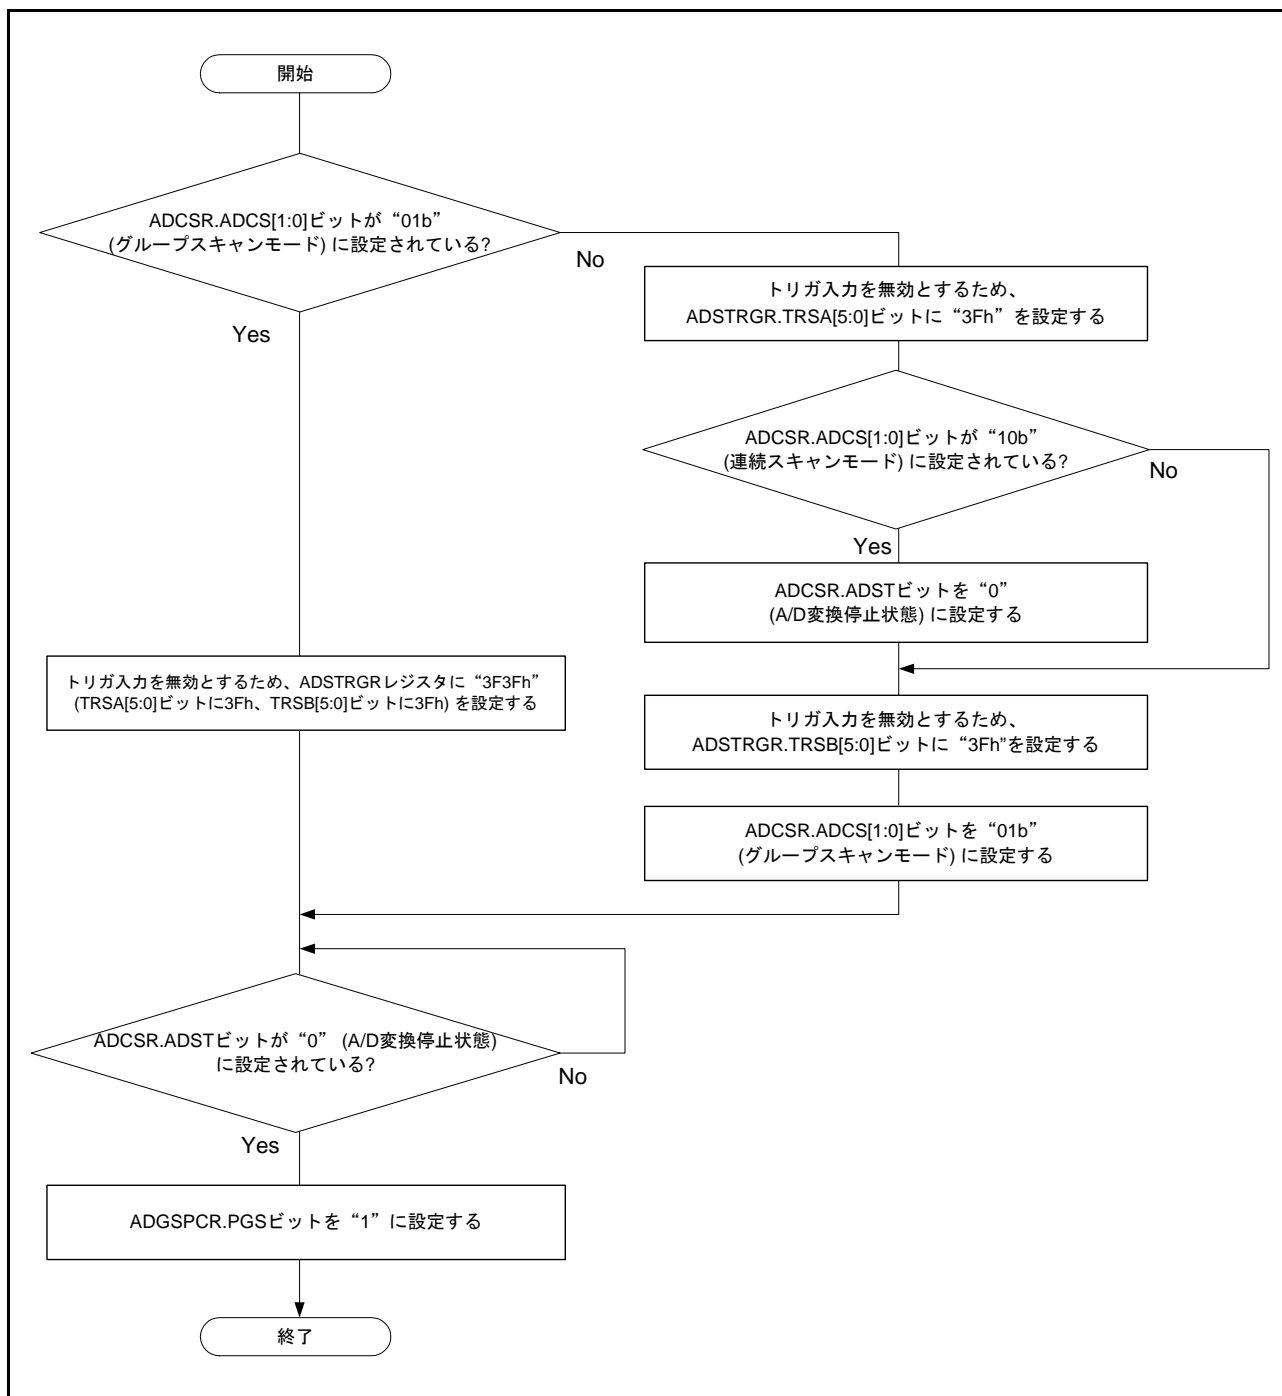 開始
ADCSR.ADCS[1:0]ビットが“01b”
(グループスキャンモード) に設定されている?
No
Yes
トリガ入力を無効とするため、
ADSTRGR.TRSA[5:0]ビットに“3Fh”を設定する
ADCSR.ADCS[1:0]ビットが“10b”
(連続スキャンモード) に設定されている?
No
Yes
ADCSR.ADSTビットを“0”
(A/D変換停止状態) に設定する
トリガ入力を無効とするため、ADSTRGRレジスタに“3F3Fh”
(TRSA[5:0]ビットに3Fh、TRSB[5:0]ビットに3Fh) を設定する
トリガ入力を無効とするため、
ADSTRGR.TRSB[5:0]ビットに“3Fh”を設定する
ADCSR.ADCS[1:0]ビットを“01b”
(グループスキャンモード) に設定する
ADCSR.ADSTビットが“0” (A/D変換停止状態)
に設定されている?
No
Yes
ADGSPCR.PGSビットを“1”に設定する
終了